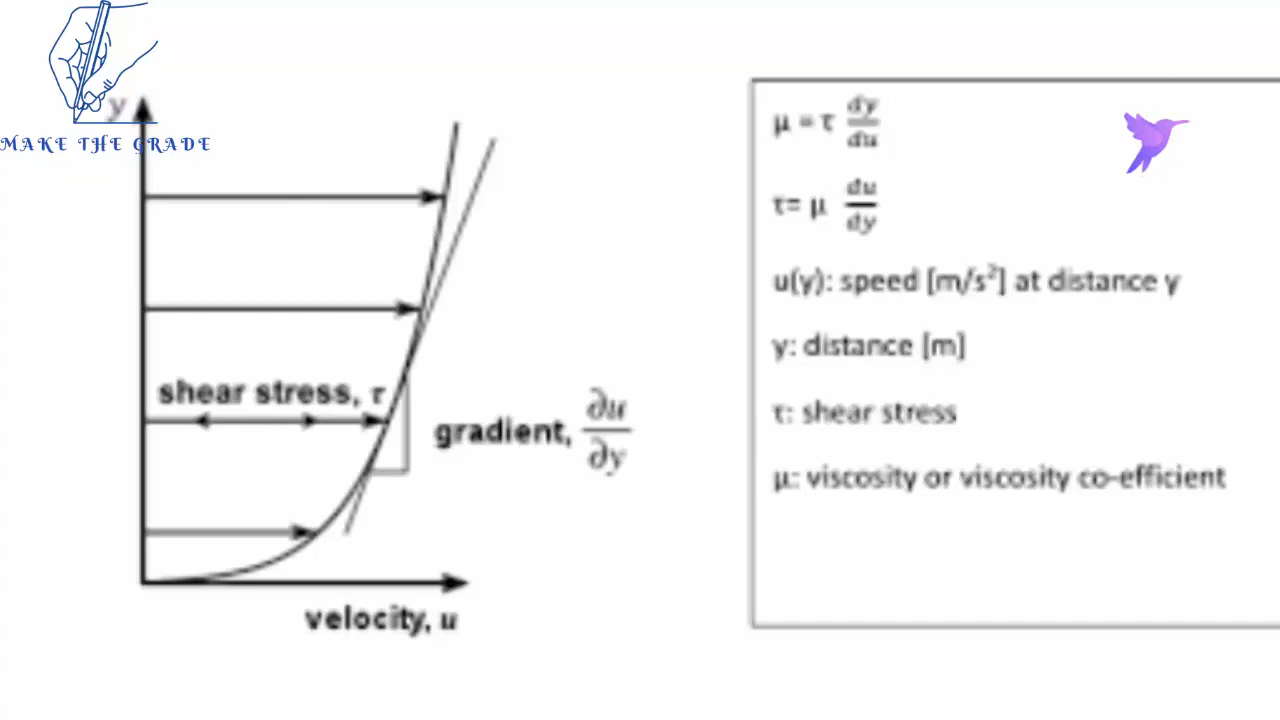 y
MAKE THE GRADE
shear stress, τ
gradient, ∂u/∂y
velocity, u
μ = τ dy/du
τ= μ du/dy
u(y): speed [m/s²] at distance y
y: distance [m]
τ: shear stress
μ: viscosity or viscosity co-efficient